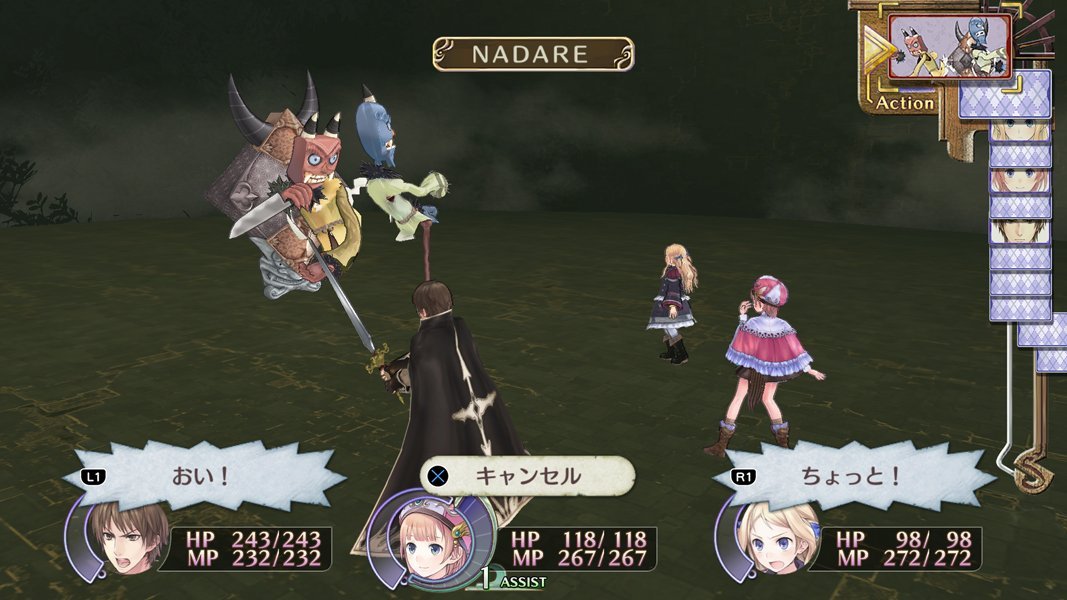 NADARE
Action
L1 おい！
✕ キャンセル
R1 ちょっと！
HP 243/243
MP 232/232
HP 118/118
MP 267/267
1 ASSIST
HP 98/ 98
MP 272/272
S